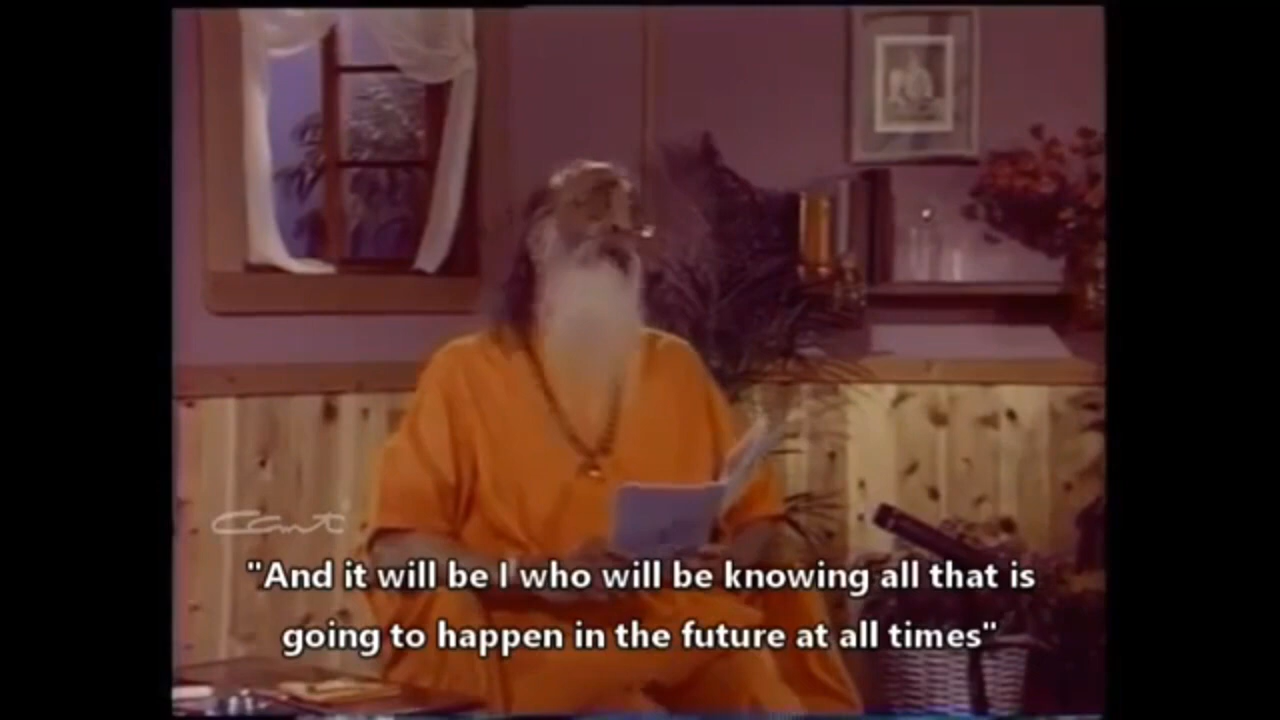 "And it will be I who will be knowing all that is
going to happen in the future at all times"